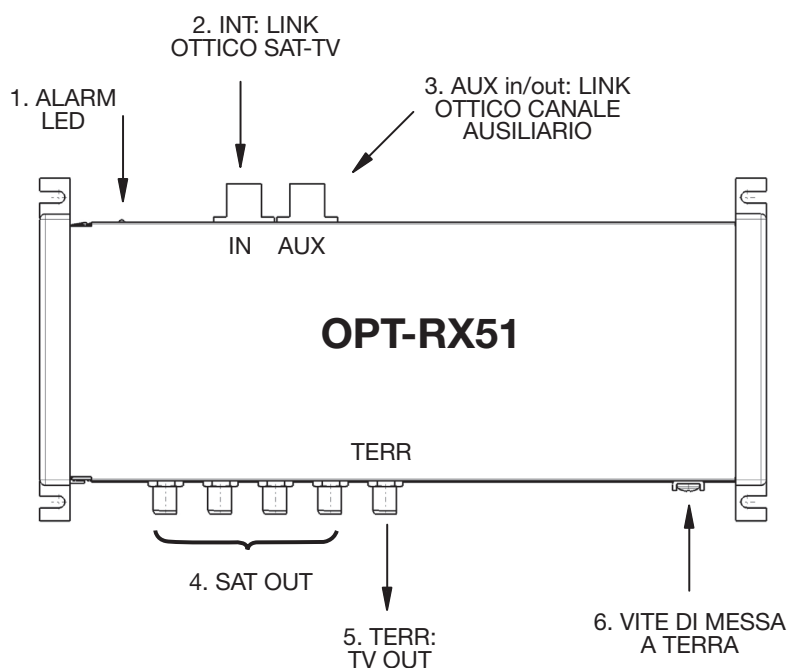 2. INT: LINK
OTTICO SAT-TV
3. AUX in/out: LINK
OTTICO CANALE
AUSILIARIO
1. ALARM
LED
IN
AUX
OPT-RX51
TERR
4. SAT OUT
5. TERR:
TV OUT
6. VITE DI MESSA
A TERRA